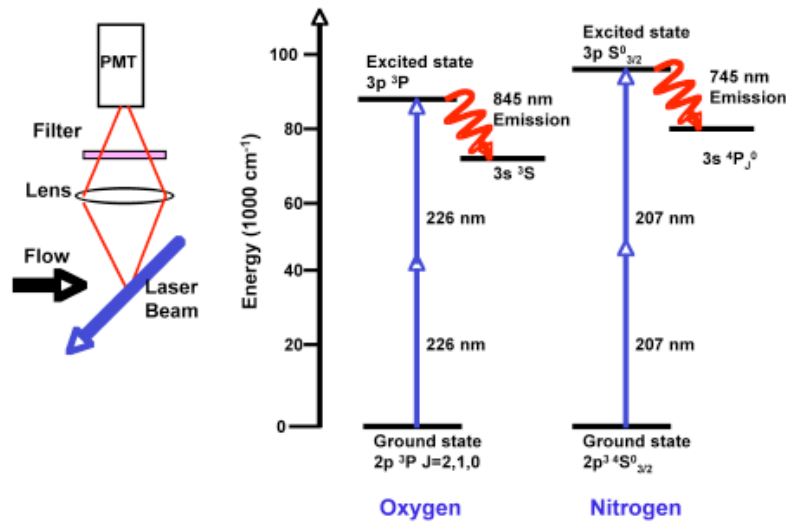 PMT
Filter
Lens
Flow
Laser
Beam
Energy (1000 cm⁻¹)
100
80
60
40
20
0
Excited state
3p ³P
845 nm
Emission
3s ³S
226 nm
226 nm
Ground state
2p ³P J=2,1,0
Oxygen
Excited state
3p S⁰₃/₂
745 nm
Emission
3s ⁴P_J⁰
207 nm
207 nm
Ground state
2p³ ⁴S⁰₃/₂
Nitrogen